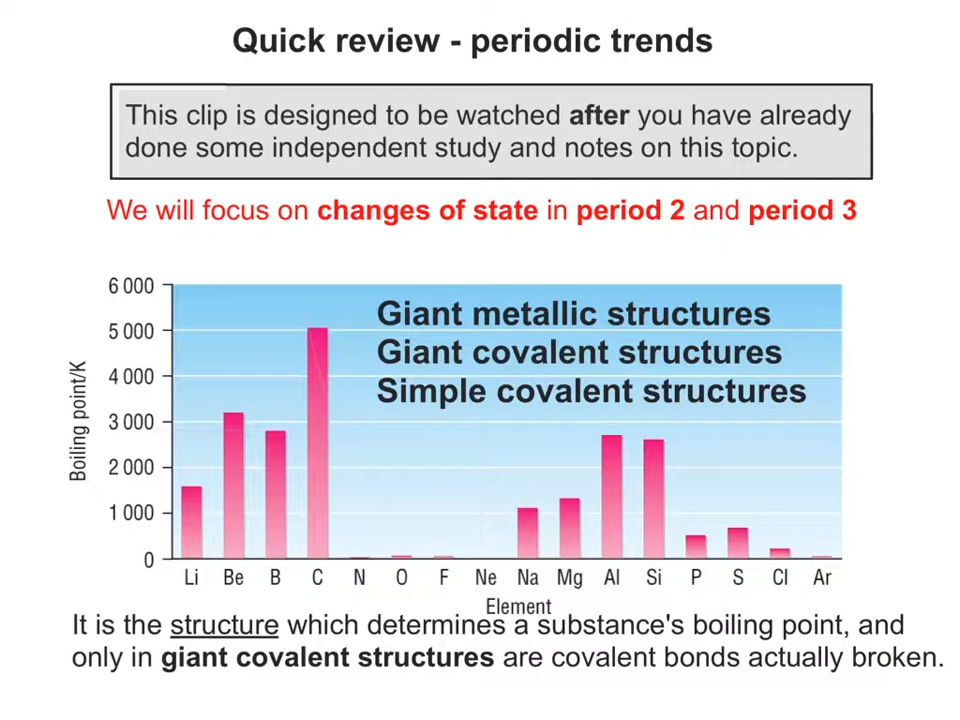 Quick review - periodic trends
This clip is designed to be watched after you have already
done some independent study and notes on this topic.
We will focus on changes of state in period 2 and period 3
Giant metallic structures
Giant covalent structures
Simple covalent structures
Boiling point/K
6 000
5 000
4 000
3 000
2 000
1 000
0
Li Be B C N O F Ne Na Mg Al Si P S Cl Ar
Element
It is the structure which determines a substance's boiling point, and
only in giant covalent structures are covalent bonds actually broken.